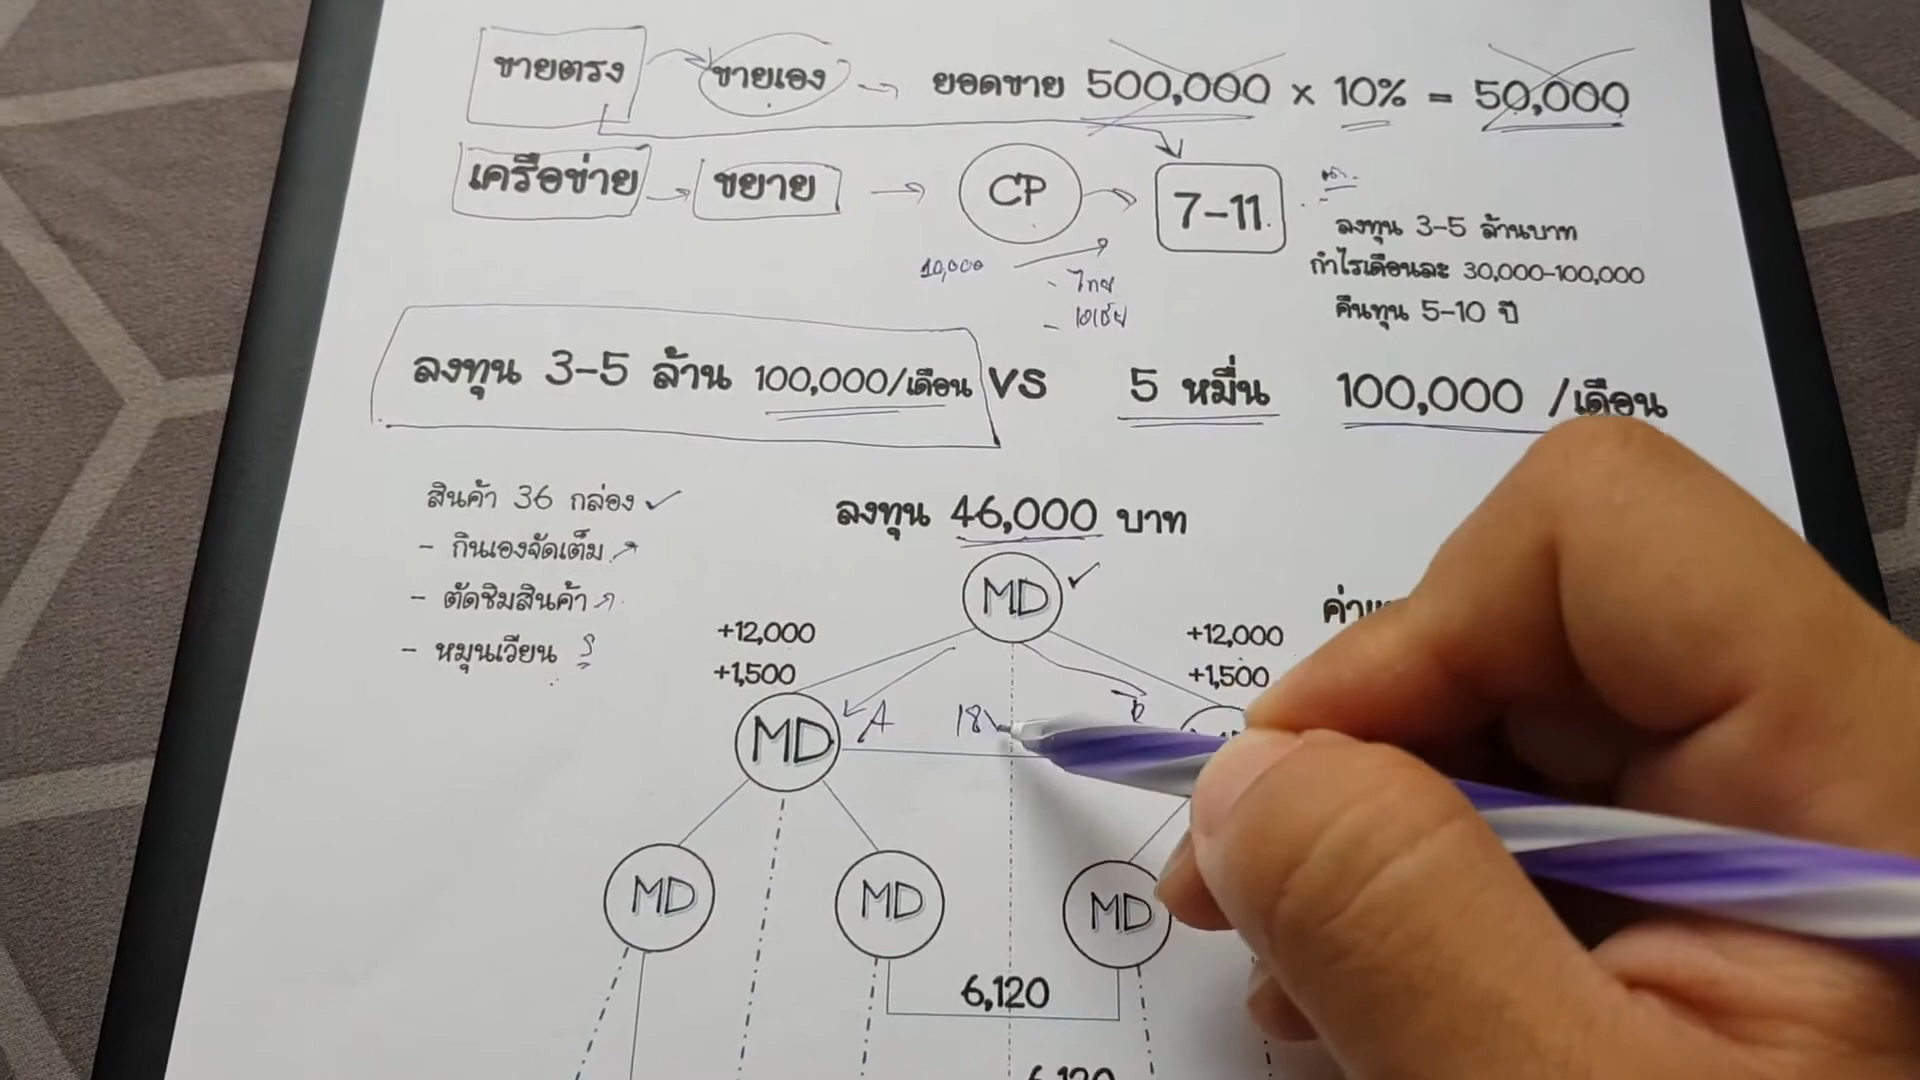 ขายตรง ขายเอง ยอดขาย 500,000 x 10% = 50,000
เครือข่าย ขยาย CP 7-11
ลงทุน 3-5 ล้านบาท
กำไรเดือนละ 30,000-100,000
คืนทุน 5-10 ปี
10,000
- ไทย
- เอเชีย
ลงทุน 3-5 ล้าน 100,000/เดือน VS 5 หมื่น 100,000 /เดือน
สินค้า 36 กล่อง
- กินเองจัดเต็ม
- ตัดชิมสินค้า
- หมุนเวียน
ลงทุน 46,000 บาท
MD
+12,000
+1,500
+12,000
+1,500
MD A
MD MD MD
6,120
6,120